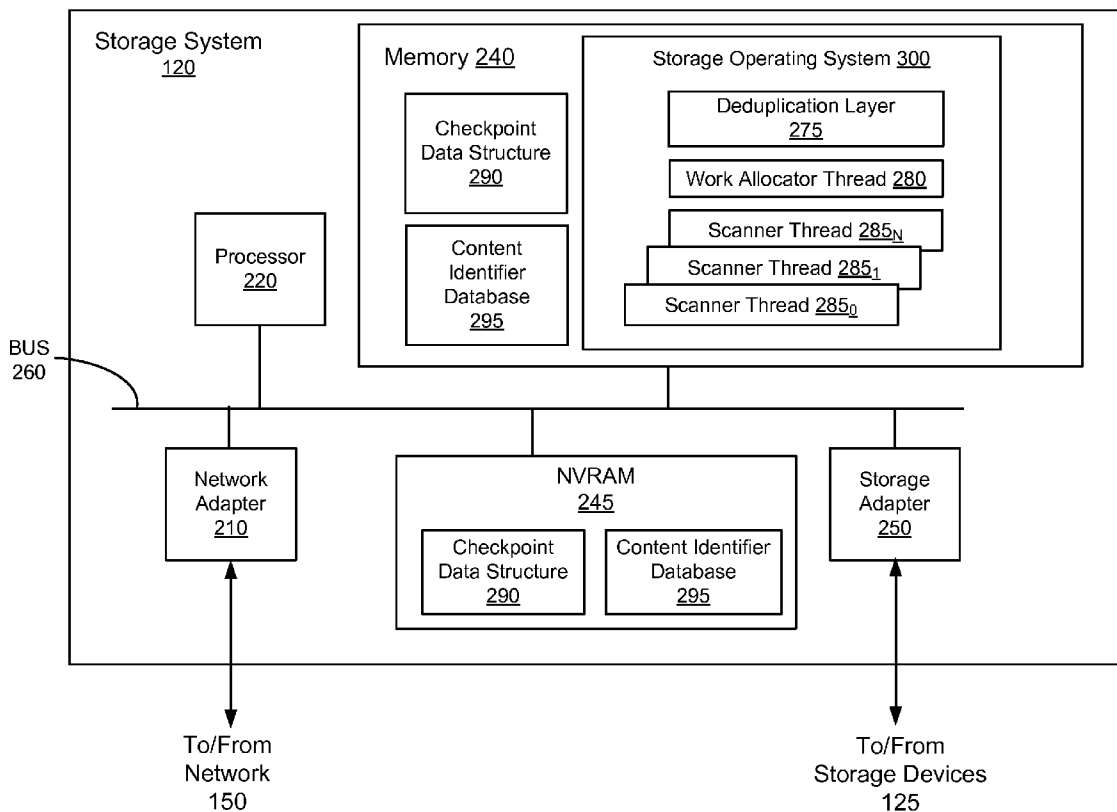 Storage System
120
Memory 240
Storage Operating System 300
Deduplication Layer
275
Checkpoint
Data Structure
290
Work Allocator Thread 280
Scanner Thread 285N
Scanner Thread 2851
Scanner Thread 2850
Content
Identifier
Database
295
Processor
220
BUS
260
Network
Adapter
210
NVRAM
245
Checkpoint
Data Structure
290
Content Identifier
Database
295
Storage
Adapter
250
To/From
Network
150
To/From
Storage Devices
125